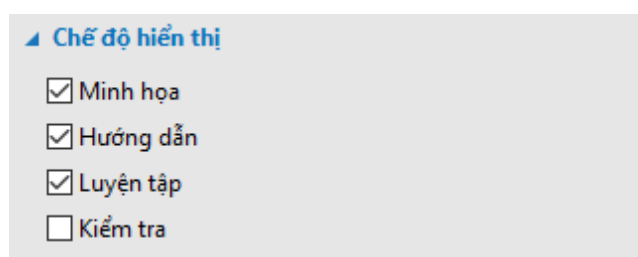 Chế độ hiển thị
Minh họa
Hướng dẫn
Luyện tập
Kiểm tra